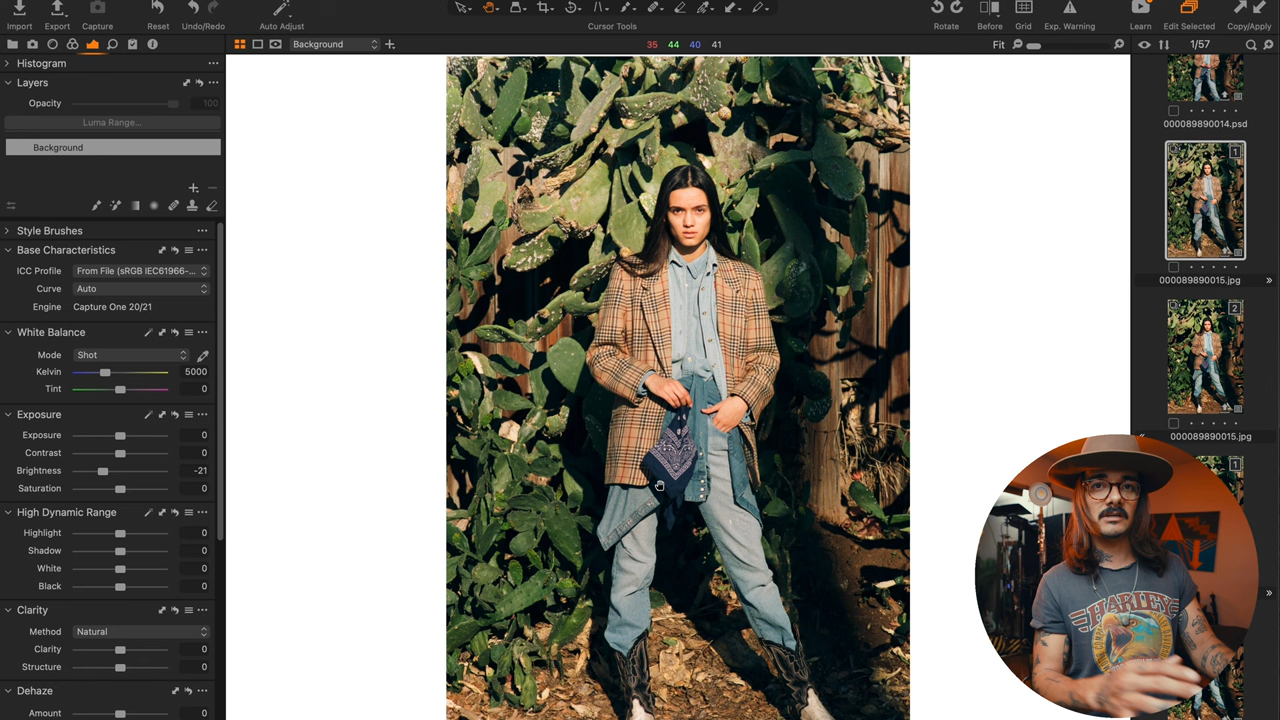 Import Export Capture Reset Undo/Redo Auto Adjust Cursor Tools Rotate Before Grid Exp. Warning Learn Edit Selected Copy/Apply
Background 35 44 40 41 Fit 1/57
Histogram
Layers
Opacity 100
Luma Range...
Background
Style Brushes
Base Characteristics
ICC Profile From File (sRGB IEC61966-...
Curve Auto
Engine Capture One 20/21
White Balance
Mode Shot
Kelvin 5000
Tint 0
Exposure
Exposure 0
Contrast 0
Brightness -21
Saturation 0
High Dynamic Range
Highlight 0
Shadow 0
White 0
Black 0
Clarity
Method Natural
Clarity 0
Structure 0
Dehaze
Amount 0
000089890014.psd
1
000089890015.jpg
2
000089890015.jpg
1
HARLEY